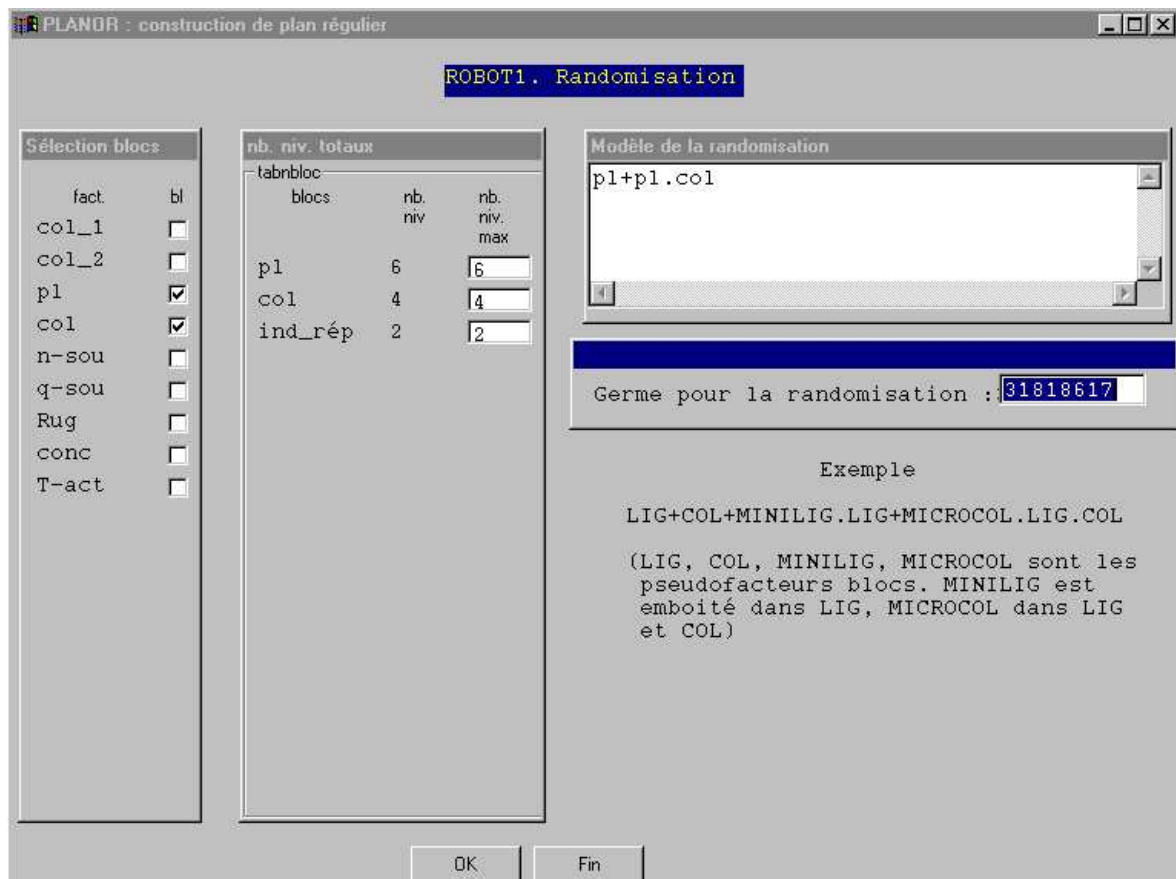 PLANOR : construction de plan régulier
ROBOT1. Randomisation
Sélection blocs
fact. bl
col_1
col_2
pl
col
n-sou
q-sou
Rug
conc
T-act
nb. niv. totaux
tabnbloc
blocs nb. niv nb. niv. max
pl 6 6
col 4 4
ind_rép 2 2
Modèle de la randomisation
pl+pl.col
Germe pour la randomisation : 31818617
Exemple
LIG+COL+MINILIG.LIG+MICROCOL.LIG.COL
(LIG, COL, MINILIG, MICROCOL sont les
pseudofacteurs blocs. MINILIG est
emboité dans LIG, MICROCOL dans LIG
et COL)
OK Fin